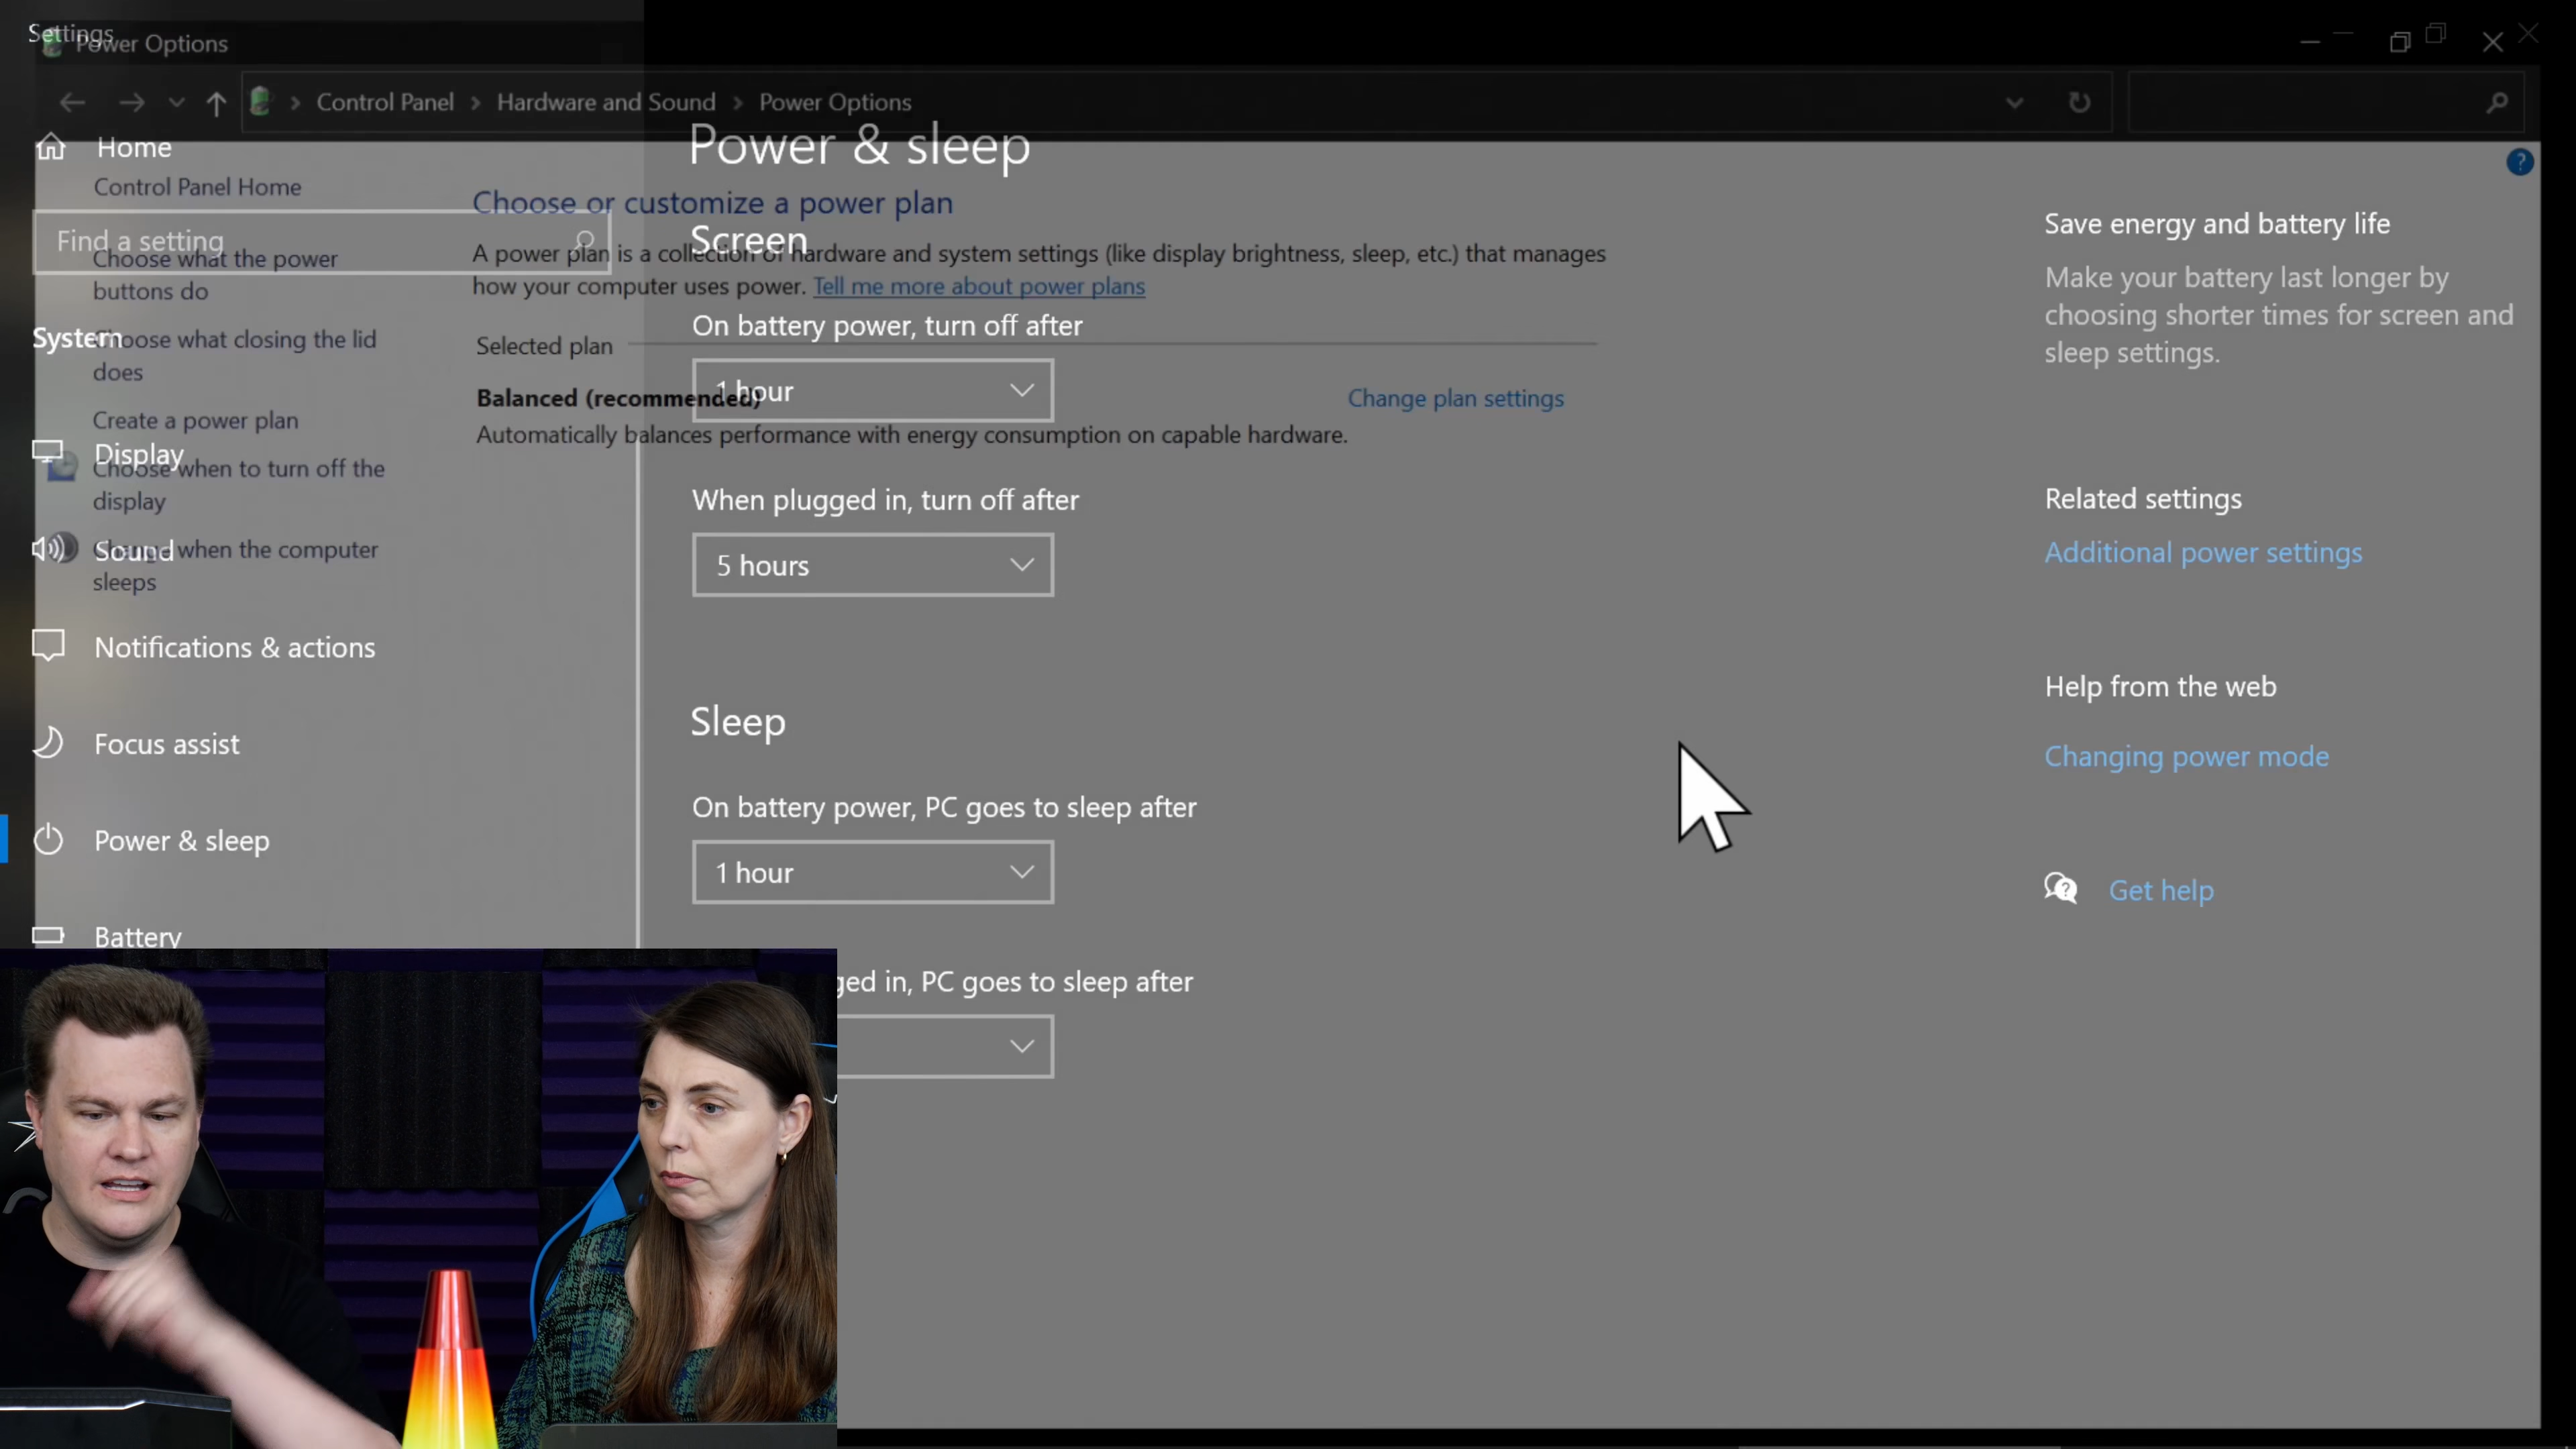 Settings
Power Options
Control Panel > Hardware and Sound > Power Options
Home
Control Panel Home
Find a setting
Choose what the power
buttons do
System
Choose what closing the lid
does
Create a power plan
Display
Choose when to turn off the
display
Sound
Change when the computer
sleeps
Notifications & actions
Focus assist
Power & sleep
Battery
Power & sleep
Choose or customize a power plan
Screen
A power plan is a collection of hardware and system settings (like display brightness, sleep, etc.) that manages
how your computer uses power. Tell me more about power plans
On battery power, turn off after
Selected plan
1 hour
Balanced (recommended)
Change plan settings
Automatically balances performance with energy consumption on capable hardware.
When plugged in, turn off after
5 hours
Sleep
On battery power, PC goes to sleep after
1 hour
ged in, PC goes to sleep after
?
Save energy and battery life
Make your battery last longer by
choosing shorter times for screen and
sleep settings.
Related settings
Additional power settings
Help from the web
Changing power mode
Get help